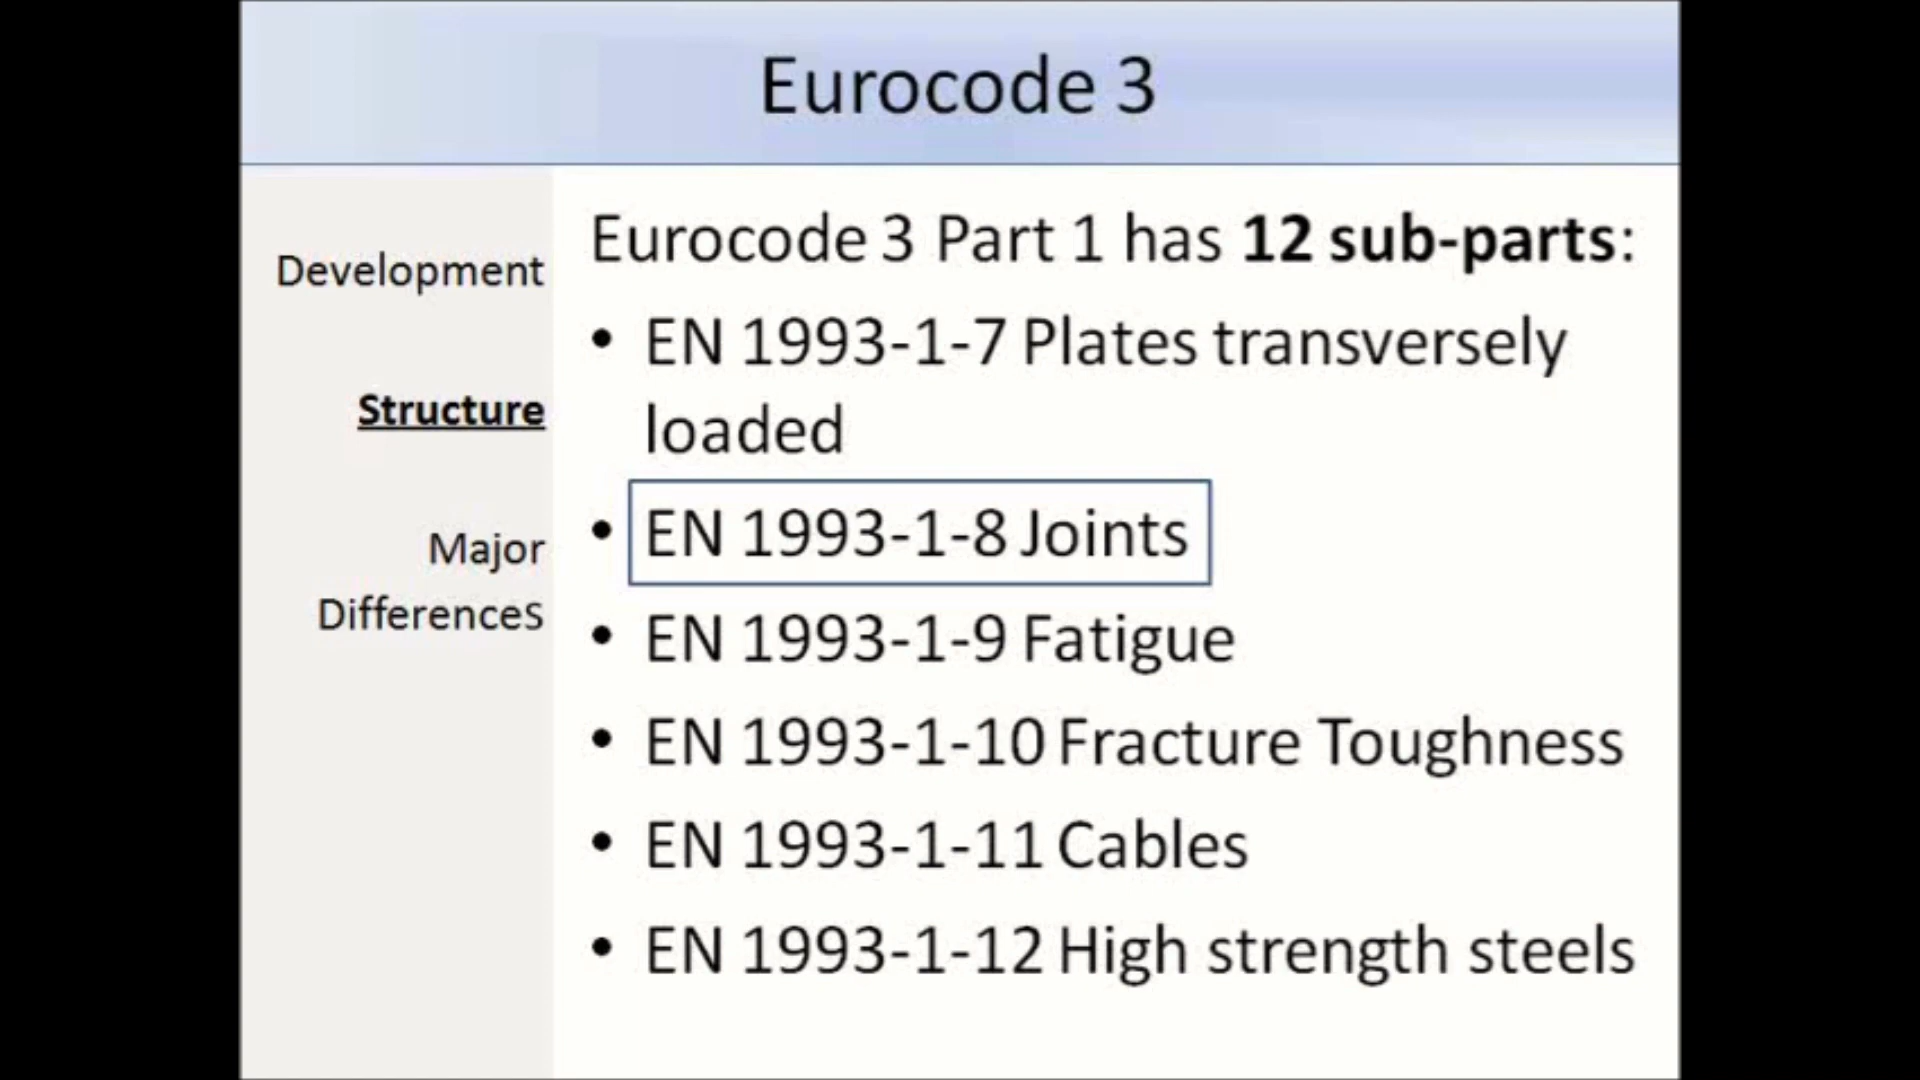 Eurocode 3
Development
Structure
Major
Differences
Eurocode 3 Part 1 has 12 sub-parts:
• EN 1993-1-7 Plates transversely
loaded
• EN 1993-1-8 Joints
• EN 1993-1-9 Fatigue
• EN 1993-1-10 Fracture Toughness
• EN 1993-1-11 Cables
• EN 1993-1-12 High strength steels